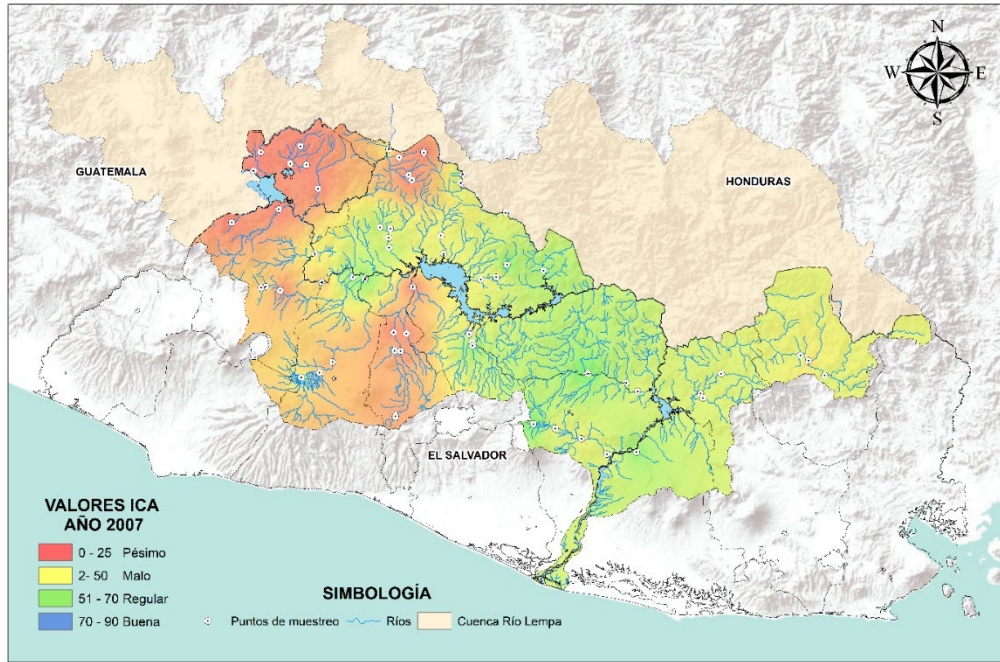 N
W E
S
GUATEMALA
HONDURAS
EL SALVADOR
VALORES ICA
AÑO 2007
0 - 25 Pésimo
2- 50 Malo
51 - 70 Regular
70 - 90 Buena
SIMBOLOGÍA
Puntos de muestreo
Ríos
Cuenca Río Lempa